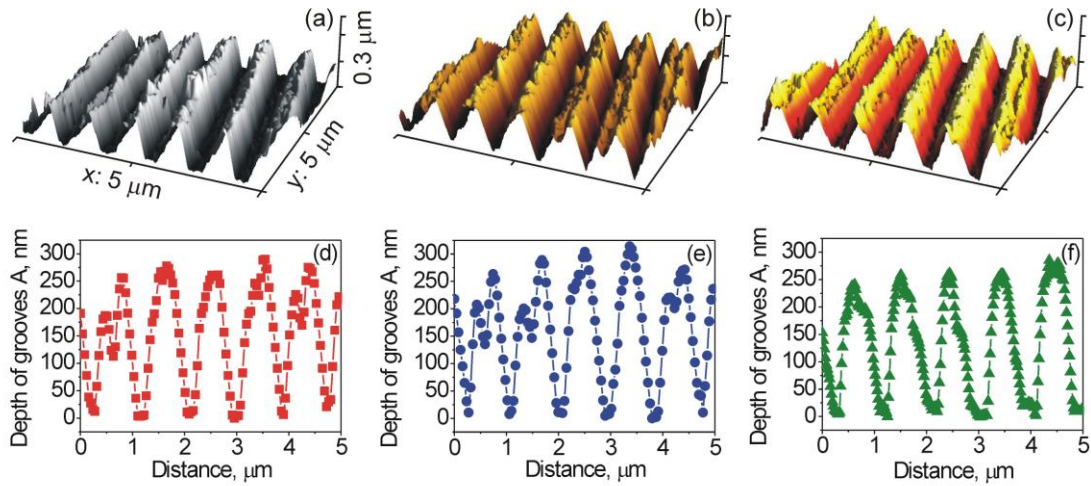 (a)
0.3 μm
x: 5 μm
y: 5 μm
(b)
(c)
Depth of grooves A, nm
300
250
200
150
100
50
0
0 1 2 3 4 5
Distance, μm
(d)
Depth of grooves A, nm
300
250
200
150
100
50
0
0 1 2 3 4 5
Distance, μm
(e)
Depth of grooves A, nm
300
250
200
150
100
50
0
0 1 2 3 4 5
Distance, μm
(f)